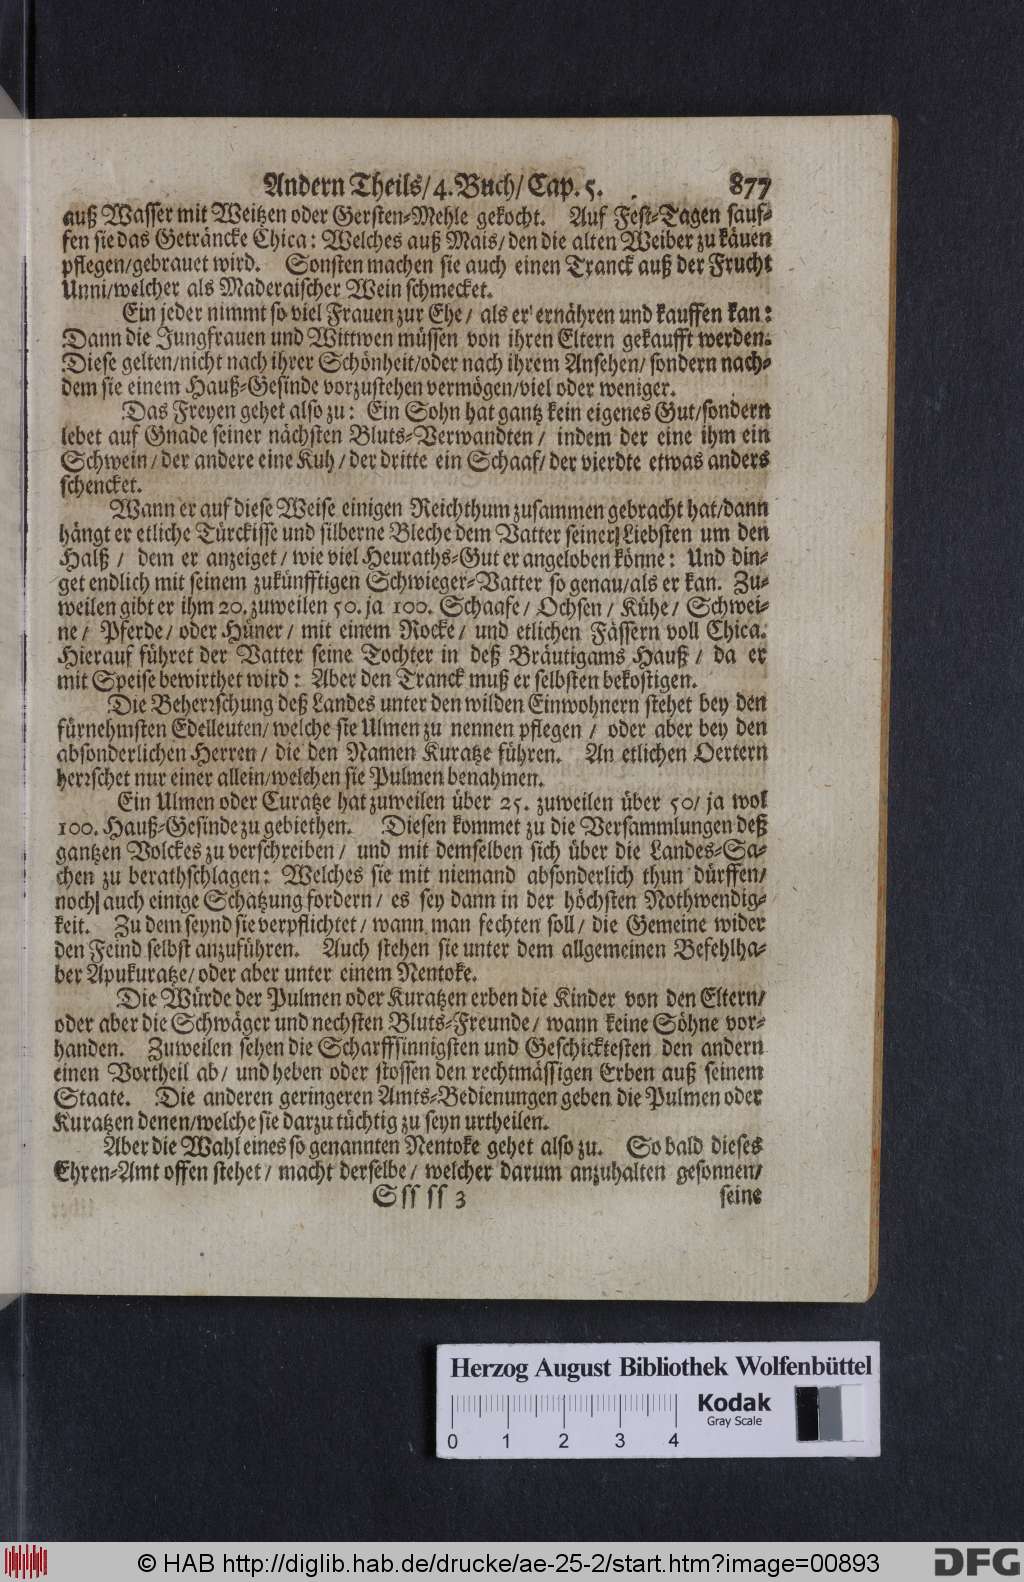 Andern Theils/ 4. Buch/ Cap. 5. 877
auß Wasser mit Weitzen oder Gersten-Mehle gekocht. Auf Fest-Tagen sauf-
fen sie das Geträncke Chica: Welches auß Mais/ den die alten Weiber zu käuen
pflegen/ gebrauet wird. Sonsten machen sie auch einen Tranck auß der Frucht
Unni/ welcher als Maderaischer Wein schmecket.
Ein jeder nimmt so viel Frauen zur Ehe/ als er ernähren und kauffen kan:
Dann die Jungfrauen und Wittwen müssen von ihren Eltern gekaufft werden.
Diese gelten/ nicht nach ihrer Schönheit/ oder nach ihrem Ansehen/ sondern nach-
dem sie einem Hauß-Gesinde vorzustehen vermögen/ viel oder weniger.
Das Freyen gehet also zu: Ein Sohn hat gantz kein eigenes Gut/ sondern
lebet auf Gnade seiner nächsten Bluts-Verwandten/ indem der eine ihm ein
Schwein/ der andere eine Kuh/ der dritte ein Schaaf/ der vierdte etwas anders
schencket.
Wann er auf diese Weise einigen Reichthum zusammen gebracht hat/ dann
hängt er etliche Türckisse und silberne Bleche dem Vatter seiner Liebsten um den
Halß/ dem er anzeiget/ wie viel Heuraths-Gut er angeloben könne: Und din-
get endlich mit seinem zukünfftigen Schwieger-Vatter so genau/ als er kan. Zu-
weilen gibt er ihm 20. zuweilen 50. ja 100. Schaafe/ Ochsen/ Kühe/ Schwei-
ne/ Pferde/ oder Hüner/ mit einem Rocke/ und etlichen Fässern voll Chica.
Hierauf führet der Vatter seine Tochter in deß Bräutigams Hauß/ da er
mit Speise bewirthet wird: Aber den Tranck muß er selbsten bekostigen.
Die Beherrschung deß Landes unter den wilden Einwohnern stehet bey den
fürnehmsten Edelleuten/ welche sie Ulmen zu nennen pflegen/ oder aber bey den
absonderlichen Herren/ die den Namen Kuratze führen. An etlichen Oertern
herrschet nur einer allein/ welchen sie Pulmen benahmen.
Ein Ulmen oder Curatze hat zuweilen über 25. zuweilen über 50/ ja wol
100. Hauß-Gesinde zu gebiethen. Diesen kommet zu die Versammlungen deß
gantzen Volckes zu verschreiben/ und mit demselben sich über die Landes-Sa-
chen zu berathschlagen: Welches sie mit niemand absonderlich thun dürffen/
noch auch einige Schatzung fordern/ es sey dann in der höchsten Nothwendig-
keit. Zu dem seynd sie verpflichtet/ wann man fechten soll/ die Gemeine wider
den Feind selbst anzuführen. Auch stehen sie unter dem allgemeinen Befehlha-
ber Apukuratze/ oder aber unter einem Nentoke.
Die Würde der Pulmen oder Kuratzen erben die Kinder von den Eltern/
oder aber die Schwäger und nechsten Bluts-Freunde/ wann keine Söhne vor-
handen. Zuweilen sehen die Scharffsinnigsten und Geschicktesten den andern
einen Vortheil ab/ und heben oder stossen den rechtmässigen Erben auß seinem
Staate. Die anderen geringeren Amts-Bedienungen geben die Pulmen oder
Kuratzen denen/ welche sie darzu tüchtig zu seyn urtheilen.
Aber die Wahl eines so genannten Nentoke gehet also zu. So bald dieses
Ehren-Amt offen stehet/ macht derselbe/ welcher darum anzuhalten gesonnen/
Sss ss 3 seine
Herzog August Bibliothek Wolfenbüttel
Kodak
Gray Scale
0 1 2 3 4
© HAB http://diglib.hab.de/drucke/ae-25-2/start.htm?image=00893
DFG